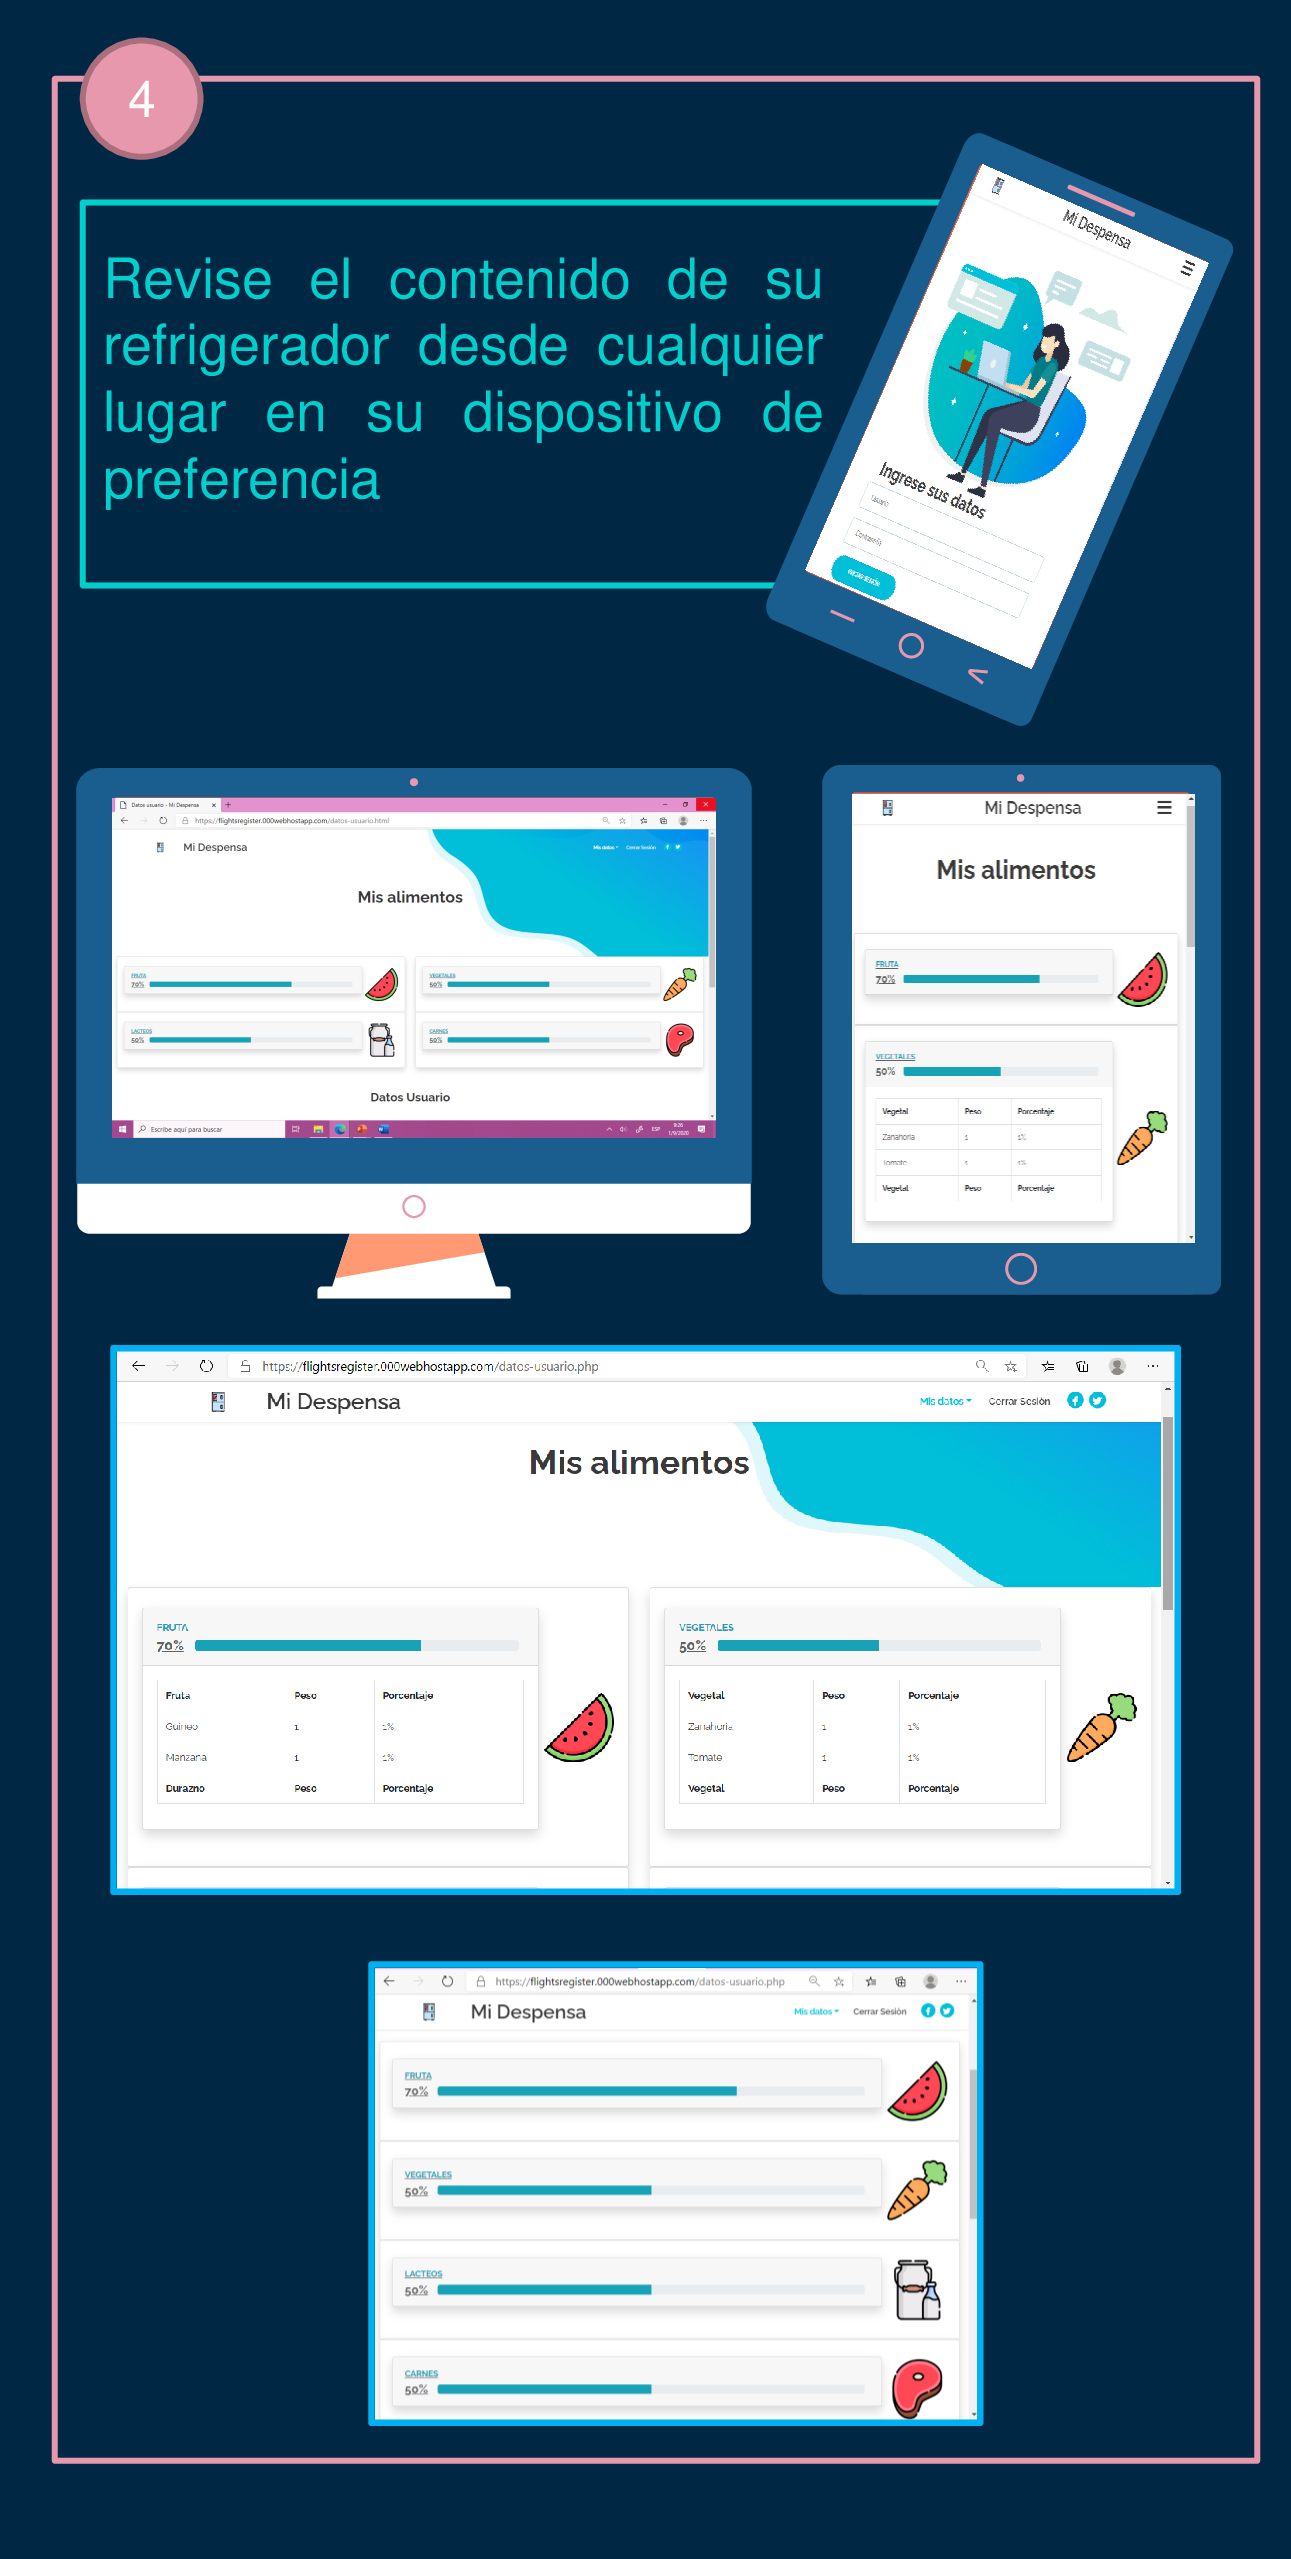 4
Revise el contenido de su
refrigerador desde cualquier
lugar en su dispositivo de
preferencia
Mi Despensa
Ingrese sus datos
Usuario
Contraseña
Datos usuario - Mi Despensa
https://flightsregister.000webhostapp.com/datos-usuario.html
Mi Despensa
Mis datos
Cerrar Sesión
Mis alimentos
FRUTA
70%
VEGETALES
50%
LACTEOS
50%
CARNES
50%
Datos Usuario
Escribe aquí para buscar
ESP
9:26
1/9/2020
Mi Despensa
Mis alimentos
FRUTA
70%
VEGETALES
50%
Vegetal Peso Porcentaje
Zanahoria 1 1%
Tomate 1 1%
Vegetal Peso Porcentaje
https://flightsregister.000webhostapp.com/datos-usuario.php
Mi Despensa
Mis datos
Cerrar Sesión
Mis alimentos
FRUTA
70%
Fruta Peso Porcentaje
Guineo 1 1%
Manzana 1 1%
Durazno Peso Porcentaje
VEGETALES
50%
Vegetal Peso Porcentaje
Zanahoria 1 1%
Tomate 1 1%
Vegetal Peso Porcentaje
https://flightsregister.000webhostapp.com/datos-usuario.php
Mi Despensa
Mis datos
Cerrar Sesión
FRUTA
70%
VEGETALES
50%
LACTEOS
50%
CARNES
50%